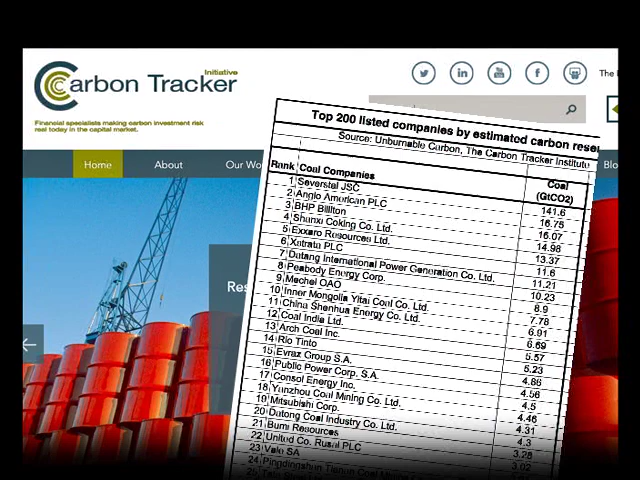 Carbon Tracker
Initiative
Financial specialists making carbon investment risk
real today in the capital market.
The
Home About Our Wo Blo
Res
Top 200 listed companies by estimated carbon rese
Source: Unburnable Carbon, The Carbon Tracker Institute
Rank Coal Companies Coal
(GtCO2)
1 Severstal JSC 141.6
2 Anglo American PLC 16.75
3 BHP Billiton 16.07
4 Shanxi Coking Co. Ltd. 14.98
5 Exxaro Resources Ltd. 13.37
6 Xstrata PLC 11.6
7 Datang International Power Generation Co. Ltd. 11.21
8 Peabody Energy Corp. 10.23
9 Mechel OAO 8.9
10 Inner Mongolia Yitai Coal Co. Ltd. 7.78
11 China Shenhua Energy Co. Ltd. 6.91
12 Coal India Ltd. 6.69
13 Arch Coal Inc. 5.57
14 Rio Tinto 5.23
15 Evraz Group S.A. 4.86
16 Public Power Corp. S.A. 4.56
17 Consol Energy Inc. 4.5
18 Yanzhou Coal Mining Co. Ltd. 4.46
19 Mitsubishi Corp. 4.31
20 Datong Coal Industry Co. Ltd. 4.3
21 Bumi Resources 3.28
22 United Co. Rusal PLC 3.02
23 Vale SA
24 Pingdingshan Tianan Coal Mining